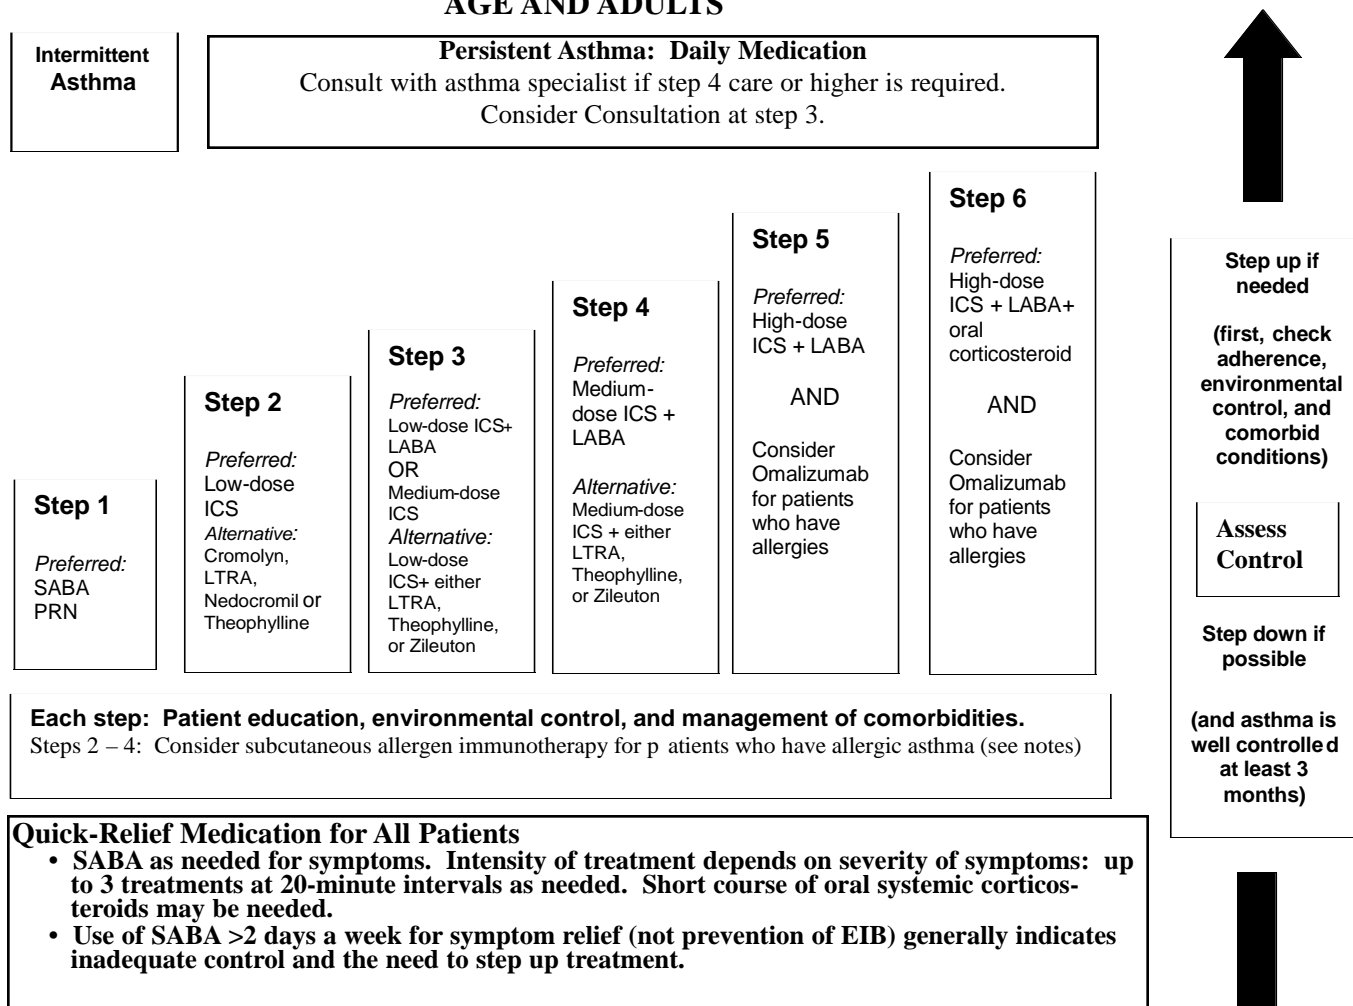 AGE AND ADULTS
Intermittent
Asthma
Persistent Asthma: Daily Medication
Consult with asthma specialist if step 4 care or higher is required.
Consider Consultation at step 3.
Step 1
Preferred:
SABA
PRN
Step 2
Preferred:
Low-dose
ICS
Alternative:
Cromolyn,
LTRA,
Nedocromil or
Theophylline
Step 3
Preferred:
Low-dose ICS+
LABA
OR
Medium-dose
ICS
Alternative:
Low-dose
ICS+ either
LTRA,
Theophylline,
or Zileuton
Step 4
Preferred:
Medium-
dose ICS +
LABA
Alternative:
Medium-dose
ICS + either
LTRA,
Theophylline,
or Zileuton
Step 5
Preferred:
High-dose
ICS + LABA
AND
Consider
Omalizumab
for patients
who have
allergies
Step 6
Preferred:
High-dose
ICS + LABA+
oral
corticosteroid
AND
Consider
Omalizumab
for patients
who have
allergies
Step up if
needed
(first, check
adherence,
environmental
control, and
comorbid
conditions)
Assess
Control
Step down if
possible
(and asthma is
well controlled
at least 3
months)
Each step: Patient education, environmental control, and management of comorbidities.
Steps 2 – 4: Consider subcutaneous allergen immunotherapy for p atients who have allergic asthma (see notes)
Quick-Relief Medication for All Patients
• SABA as needed for symptoms. Intensity of treatment depends on severity of symptoms: up
to 3 treatments at 20-minute intervals as needed. Short course of oral systemic corticos-
teroids may be needed.
• Use of SABA >2 days a week for symptom relief (not prevention of EIB) generally indicates
inadequate control and the need to step up treatment.